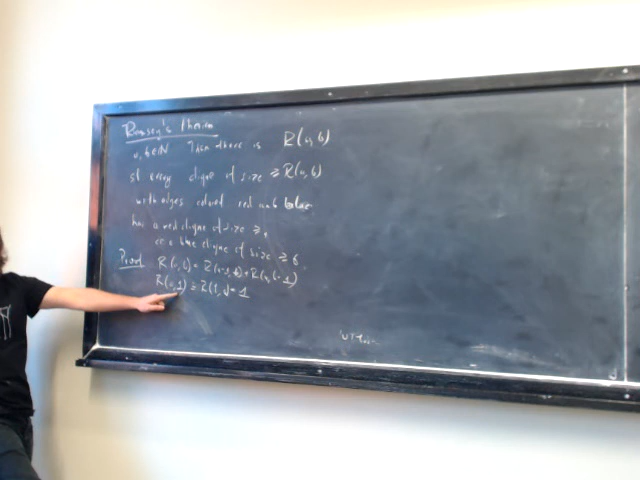 Ramsey's theorem
u, b∈N Then there is R(u, b)
st every clique of size ≥ R(u, b)
with edges colored red and blue
has a red clique of size ≥
or a blue clique of size ≥ b.
Proof R(u, b) = R(u-1, b) + R(u, b-1)
R(u, 1) = R(1, u) = 1